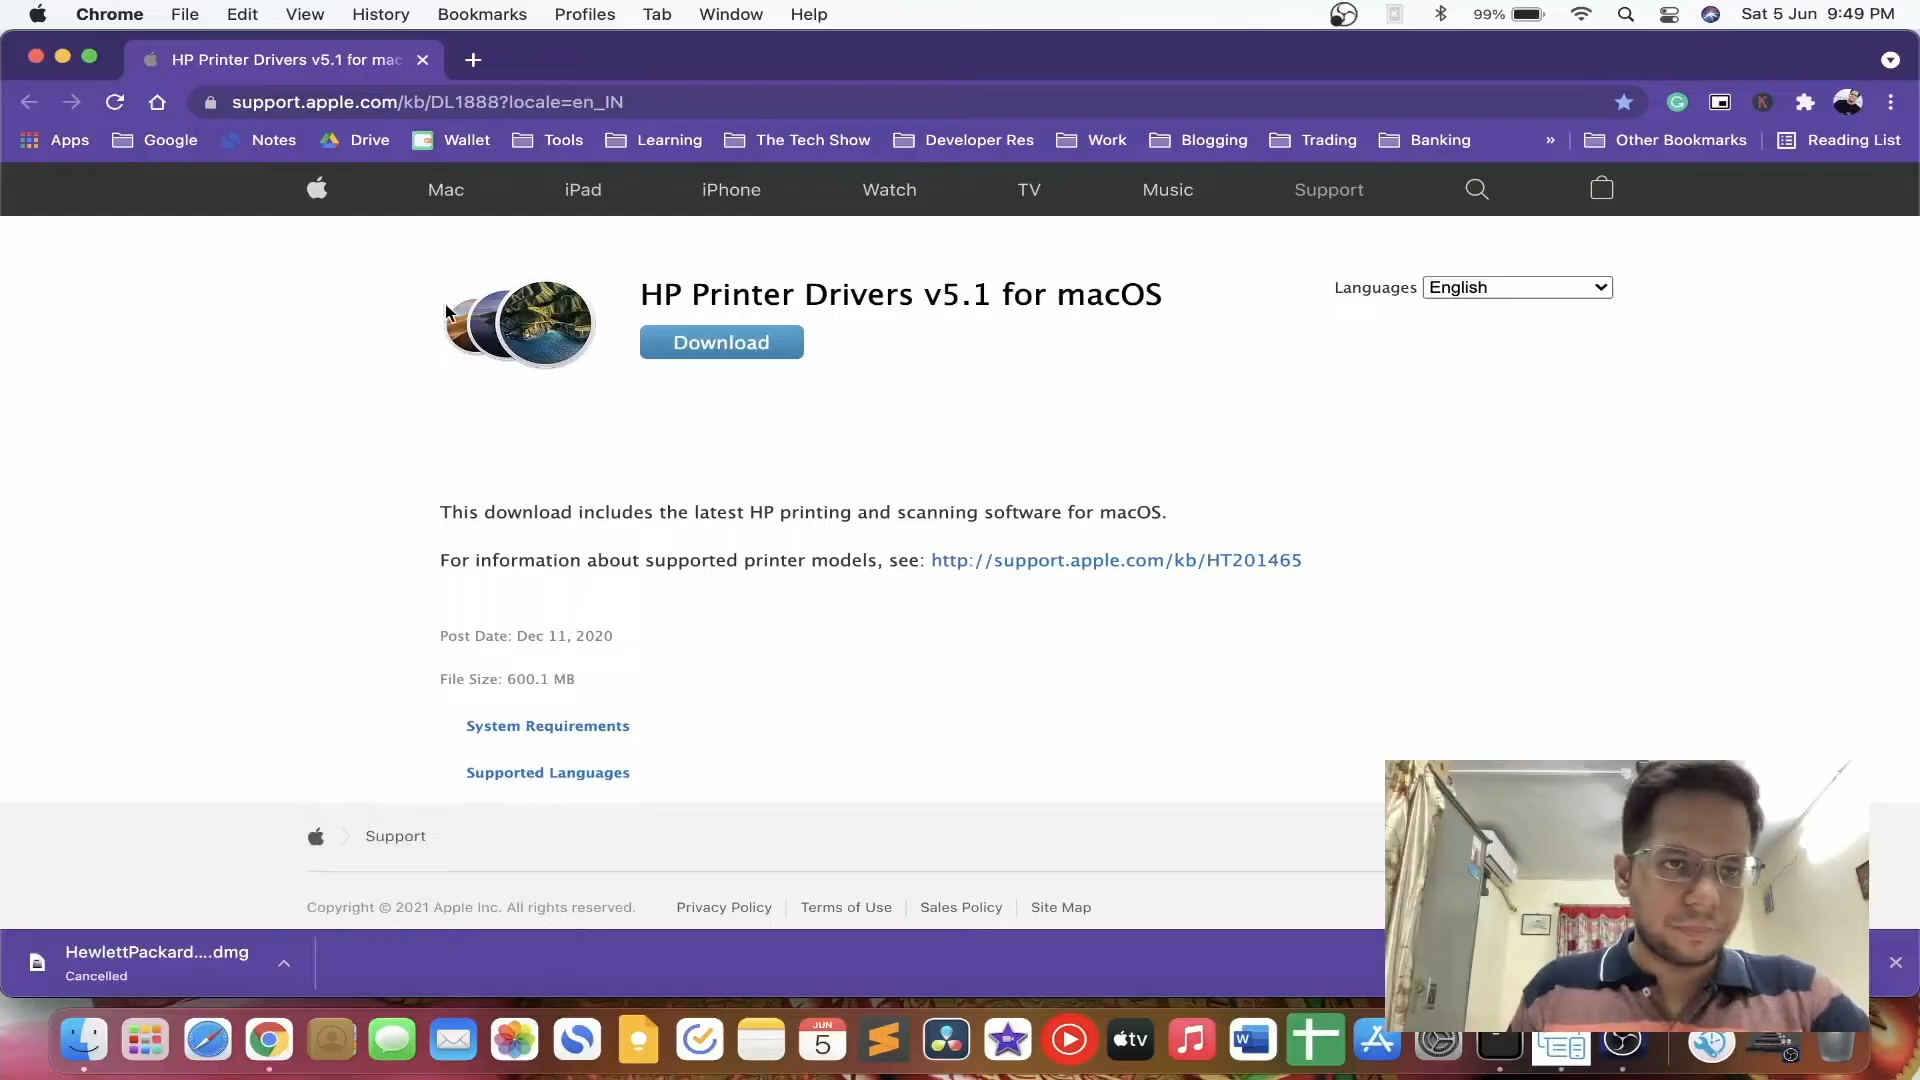 Chrome File Edit View History Bookmarks Profiles Tab Window Help 99% Sat 5 Jun 9:49 PM
HP Printer Drivers v5.1 for mac
support.apple.com/kb/DL1888?locale=en_IN
Apps Google Notes Drive Wallet Tools Learning The Tech Show Developer Res Work Blogging Trading Banking » Other Bookmarks Reading List
Mac iPad iPhone Watch TV Music Support
HP Printer Drivers v5.1 for macOS
Languages English
Download
This download includes the latest HP printing and scanning software for macOS.
For information about supported printer models, see: http://support.apple.com/kb/HT201465
Post Date: Dec 11, 2020
File Size: 600.1 MB
System Requirements
Supported Languages
Support
Copyright © 2021 Apple Inc. All rights reserved. Privacy Policy Terms of Use Sales Policy Site Map
HewlettPackard....dmg
Cancelled
JUN
5
tv
W